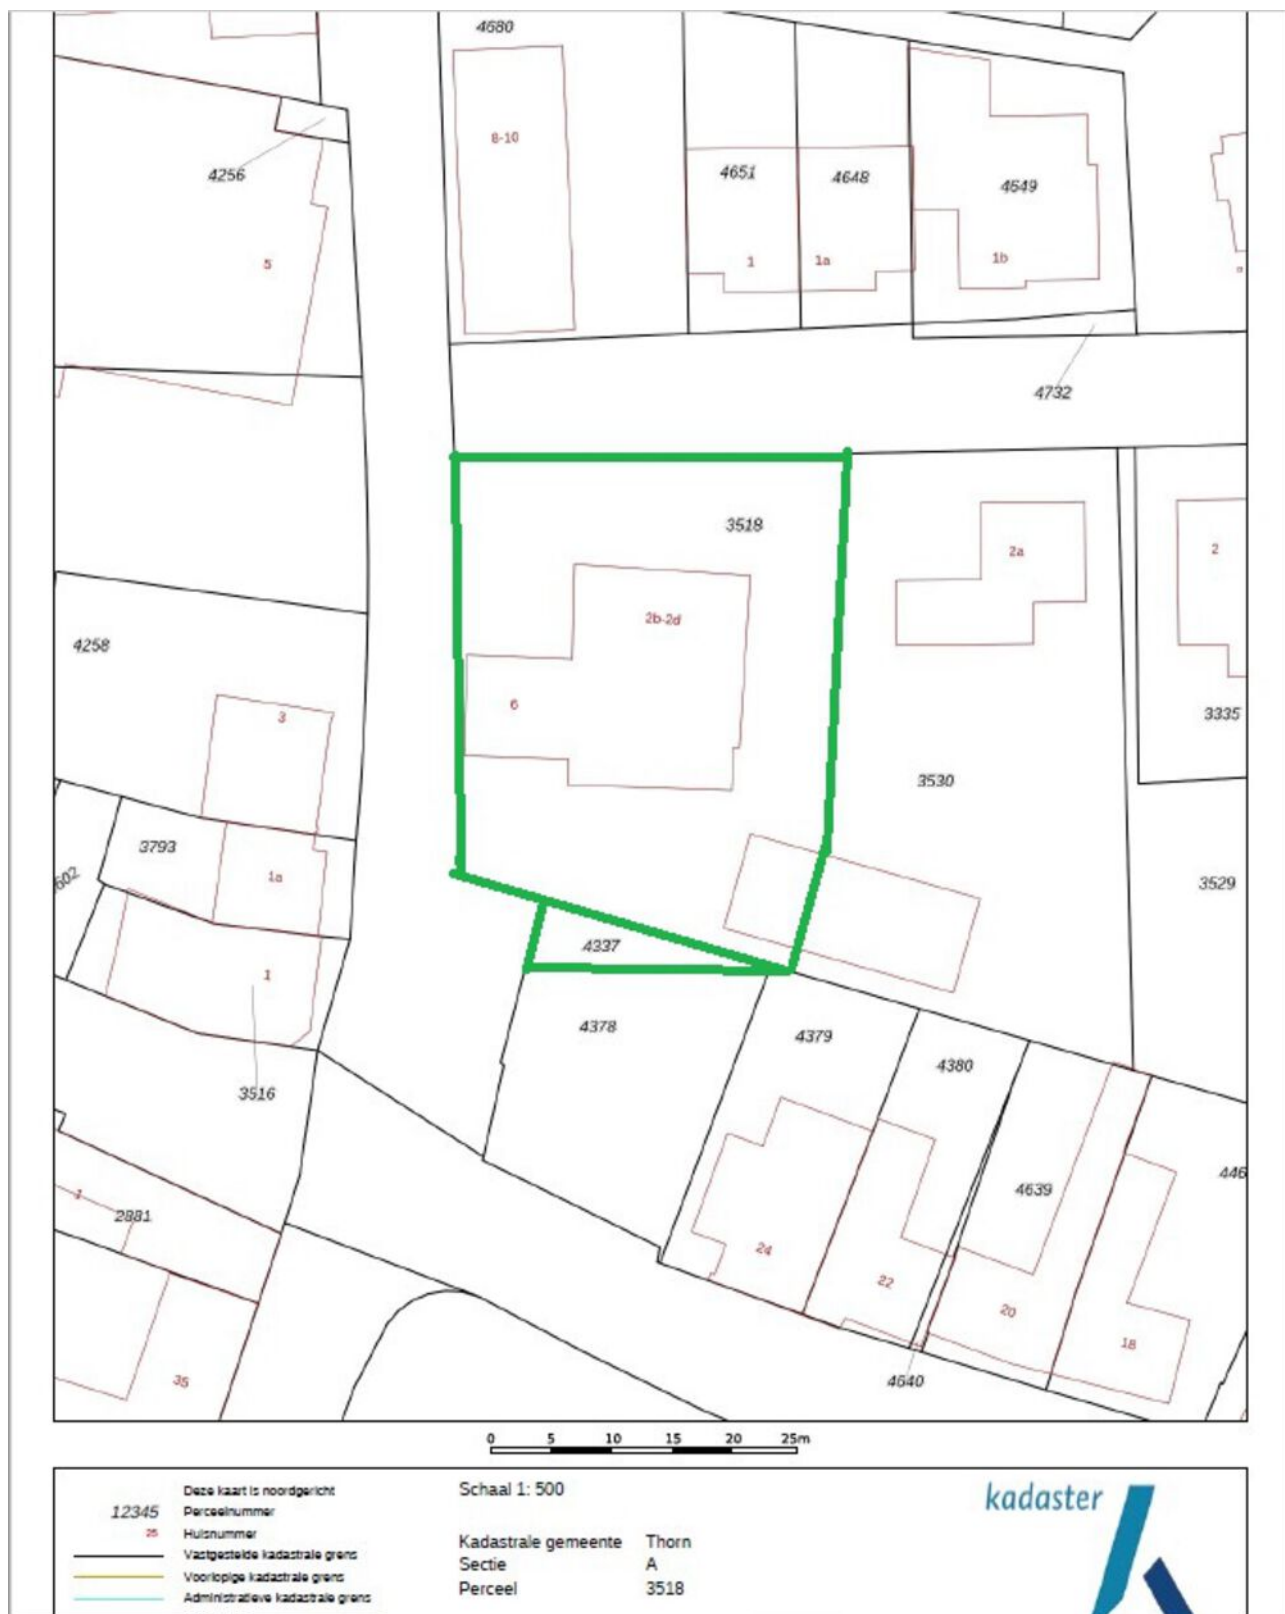 4680
8-10
4256
4651
4648
4649
5
1
1a
1b
4732
3518
2a
2
2b-2d
4258
6
3
3335
3530
3793
1a
602
3529
4337
1
4378
4379
4380
3516
4639
446
1
2881
24
22
20
18
35
4640
0 5 10 15 20 25m
Deze kaart is noordgericht
12345 Perceelnummer
25 Huisnummer
Vastgestelde kadastrale grens
Voorlopige kadastrale grens
Administratieve kadastrale grens
Schaal 1: 500
Kadastrale gemeente Thorn
Sectie A
Perceel 3518
kadaster